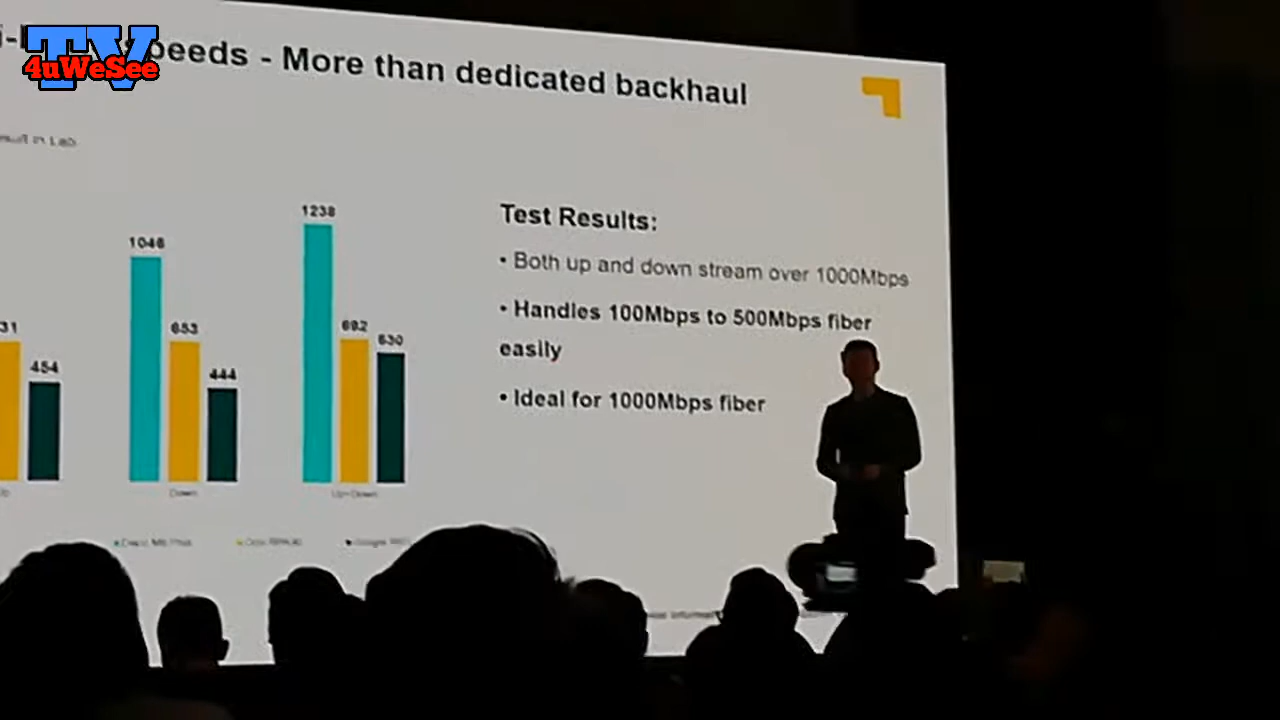 TV
4uWeSee
peeds - More than dedicated backhaul
1238
1046
31
653
692
630
454
444
Down
Up+Down
Test Results:
• Both up and down stream over 1000Mbps
• Handles 100Mbps to 500Mbps fiber
easily
• Ideal for 1000Mbps fiber